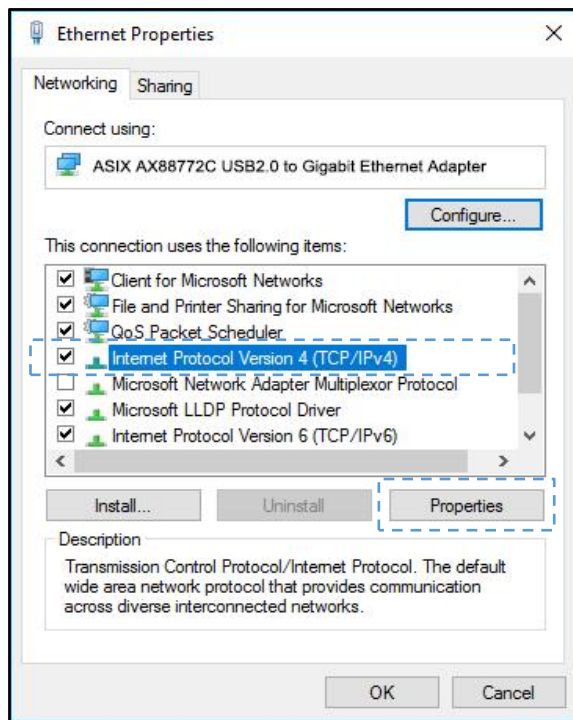 Ethernet Properties
Networking
Sharing
Connect using:
ASIX AX88772C USB2.0 to Gigabit Ethernet Adapter
Configure...
This connection uses the following items:
Client for Microsoft Networks
File and Printer Sharing for Microsoft Networks
QoS Packet Scheduler
Internet Protocol Version 4 (TCP/IPv4)
Microsoft Network Adapter Multiplexor Protocol
Microsoft LLDP Protocol Driver
Internet Protocol Version 6 (TCP/IPv6)
Install...
Uninstall
Properties
Description
Transmission Control Protocol/Internet Protocol. The default
wide area network protocol that provides communication
across diverse interconnected networks.
OK
Cancel